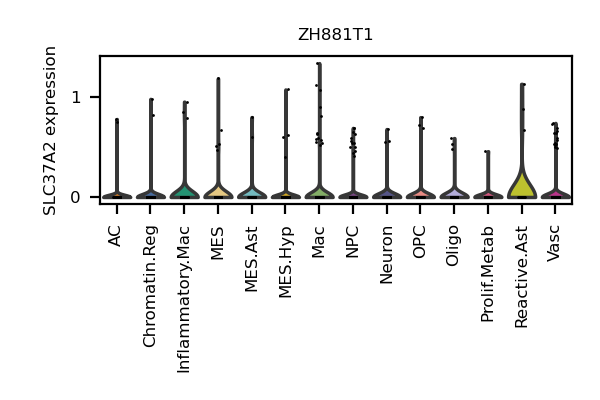 ZH881T1
SLC37A2 expression
1
0
AC
Chromatin.Reg
Inflammatory.Mac
MES
MES.Ast
MES.Hyp
Mac
NPC
Neuron
OPC
Oligo
Prolif.Metab
Reactive.Ast
Vasc